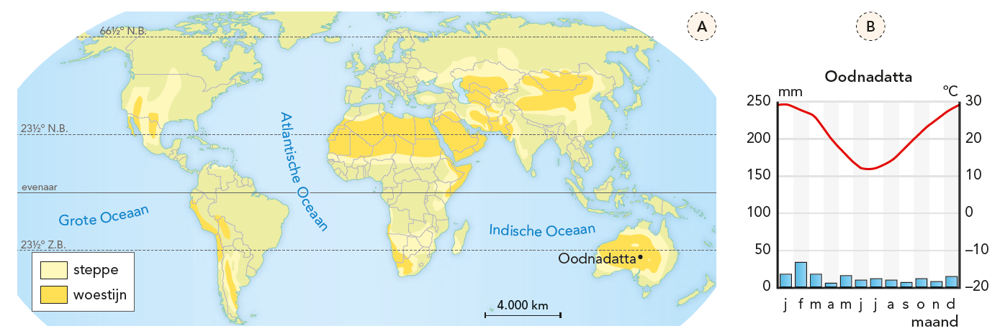 A
66½° N.B.
23½° N.B.
Atlantische Oceaan
evenaar
Grote Oceaan
Indische Oceaan
23½° Z.B.
Oodnadatta
steppe
woestijn
4.000 km
B
Oodnadatta
mm
°C
250
30
200
20
150
10
100
0
50
–10
0
–20
j f m a m j j a s o n d
maand